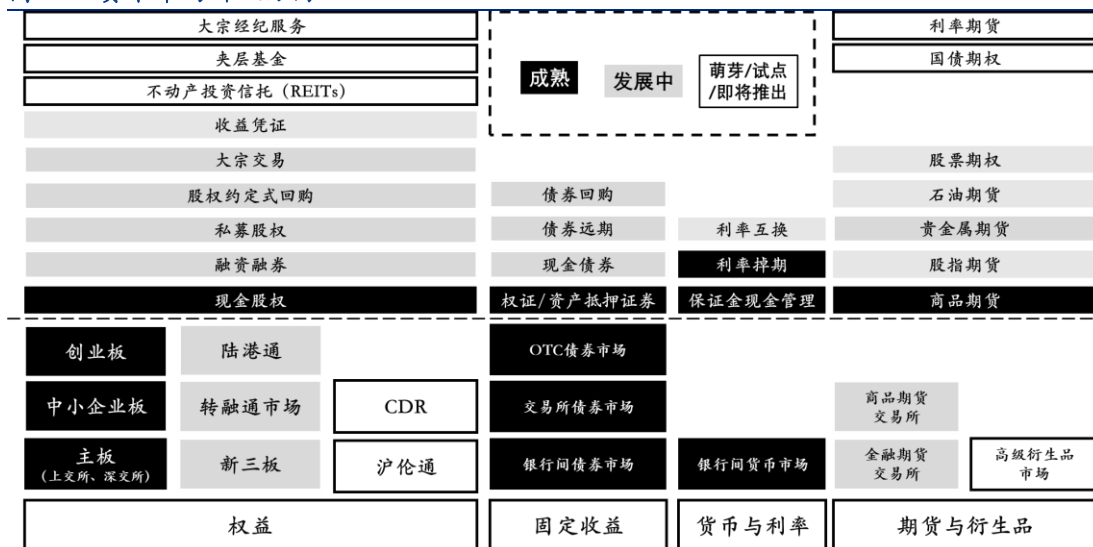 大宗经纪服务
利率期货
夹层基金
国债期权
不动产投资信托（REITs）
成熟
发展中
萌芽/试点
/即将推出
收益凭证
大宗交易
股票期权
股权约定式回购
债券回购
石油期货
私募股权
债券远期
利率互换
贵金属期货
融资融券
现金债券
利率掉期
股指期货
现金股权
权证/资产抵押证券
保证金现金管理
商品期货
创业板
陆港通
OTC债券市场
中小企业板
转融通市场
CDR
交易所债券市场
商品期货
交易所
主板
（上交所、深交所）
新三板
沪伦通
银行间债券市场
银行间货币市场
金融期货
交易所
高级衍生品
市场
权益
固定收益
货币与利率
期货与衍生品